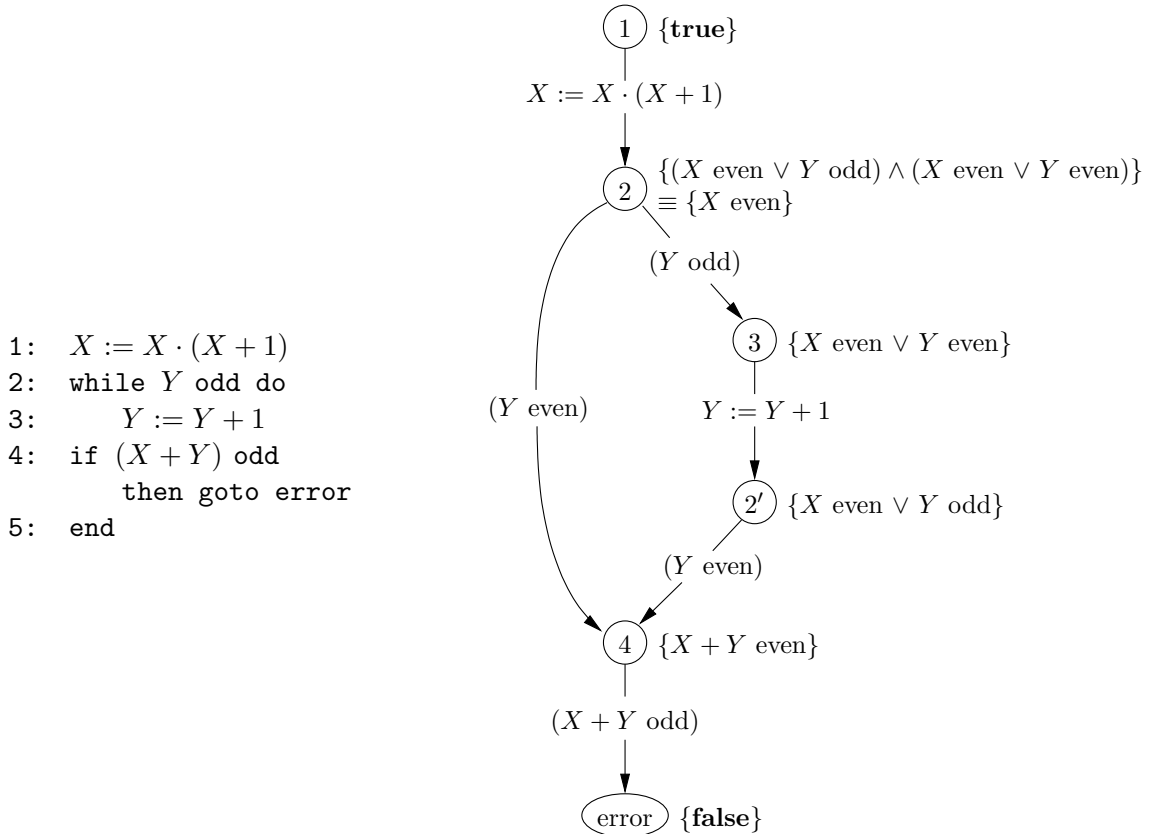 1: X := X · (X + 1)
2: while Y odd do
3: Y := Y + 1
4: if (X + Y) odd
then goto error
5: end
1 {true}
X := X · (X + 1)
2 {(X even ∨ Y odd) ∧ (X even ∨ Y even)}
≡ {X even}
(Y odd)
3 {X even ∨ Y even}
(Y even)
Y := Y + 1
2′ {X even ∨ Y odd}
(Y even)
4 {X + Y even}
(X + Y odd)
error {false}